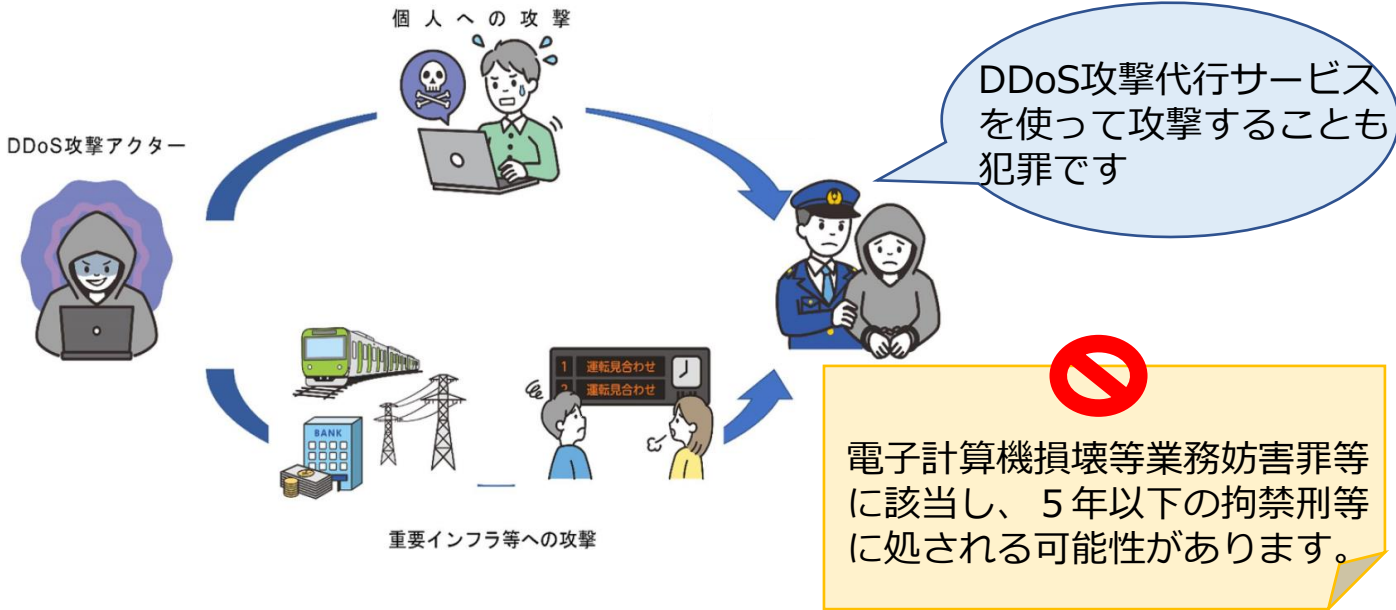 個人への攻撃
DDoS攻撃アクター
DDoS攻撃代行サービス
を使って攻撃することも
犯罪です
1 運転見合わせ
2 運転見合わせ
BANK
重要インフラ等への攻撃
電子計算機損壊等業務妨害罪等
に該当し、５年以下の拘禁刑等
に処される可能性があります。